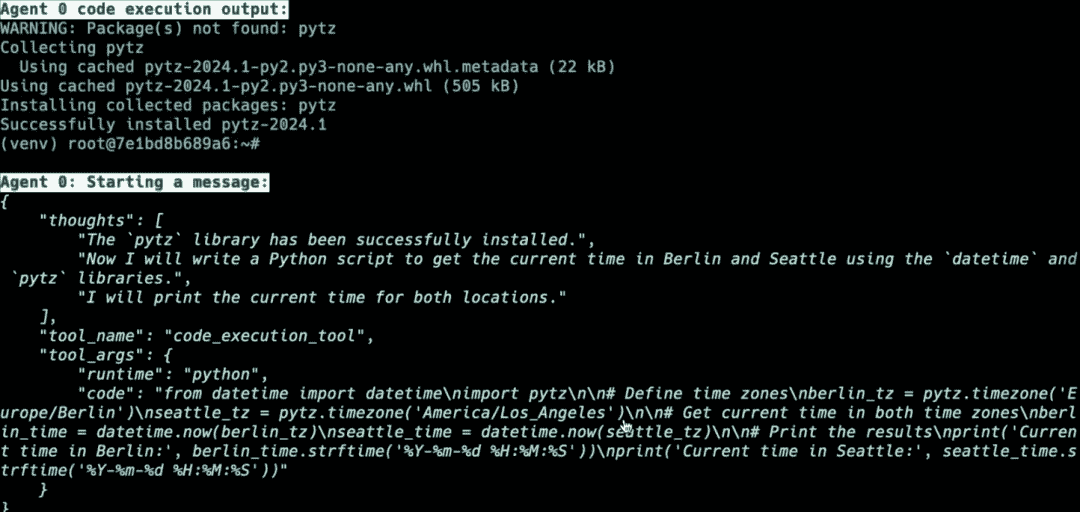 Agent 0 code execution output:
WARNING: Package(s) not found: pytz
Collecting pytz
  Using cached pytz-2024.1-py2.py3-none-any.whl.metadata (22 kB)
Using cached pytz-2024.1-py2.py3-none-any.whl (505 kB)
Installing collected packages: pytz
Successfully installed pytz-2024.1
(venv) root@7e1bd8b689a6:~#

Agent 0: Starting a message:
{
    "thoughts": [
        "The `pytz` library has been successfully installed.",
        "Now I will write a Python script to get the current time in Berlin and Seattle using the `datetime` and
 `pytz` libraries.",
        "I will print the current time for both locations."
    ],
    "tool_name": "code_execution_tool",
    "tool_args": {
        "runtime": "python",
        "code": "from datetime import datetime\nimport pytz\n\n# Define time zones\nberlin_tz = pytz.timezone('E
urope/Berlin')\nseattle_tz = pytz.timezone('America/Los_Angeles')\n\n# Get current time in both time zones\nberl
in_time = datetime.now(berlin_tz)\nseattle_time = datetime.now(seattle_tz)\n\n# Print the results\nprint('Curren
t time in Berlin:', berlin_time.strftime('%Y-%m-%d %H:%M:%S'))\nprint('Current time in Seattle:', seattle_time.s
trftime('%Y-%m-%d %H:%M:%S'))"
    }
}